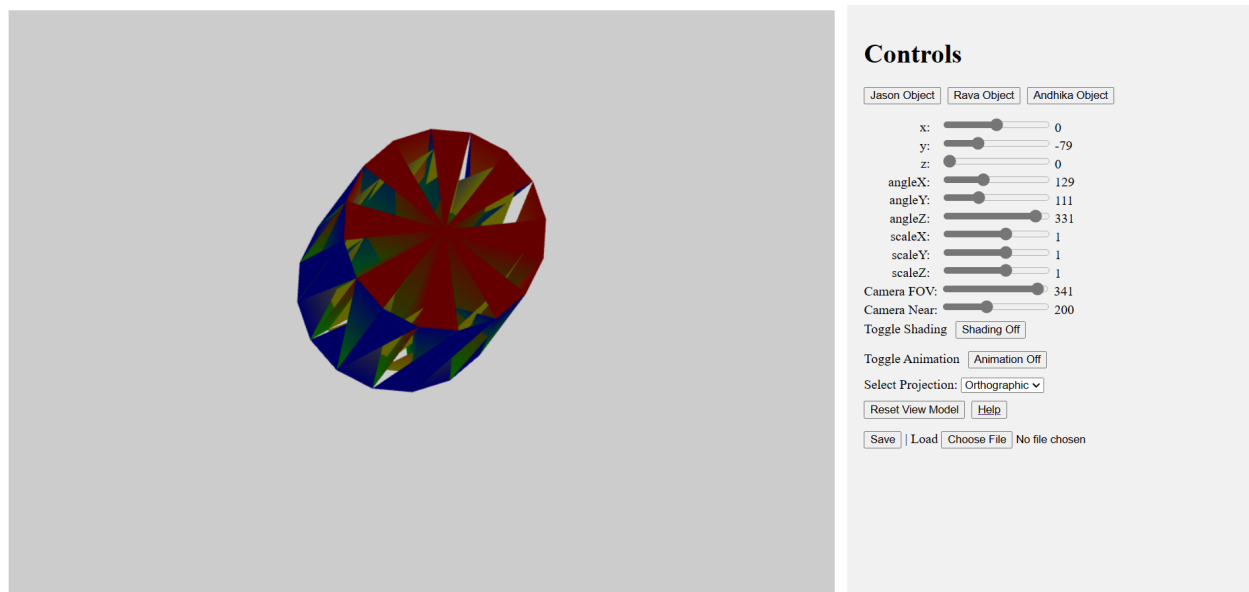 Controls
Jason Object Rava Object Andhika Object
x: 0
y: -79
z: 0
angleX: 129
angleY: 111
angleZ: 331
scaleX: 1
scaleY: 1
scaleZ: 1
Camera FOV: 341
Camera Near: 200
Toggle Shading Shading Off
Toggle Animation Animation Off
Select Projection: Orthographic
Reset View Model Help
Save | Load Choose File No file chosen